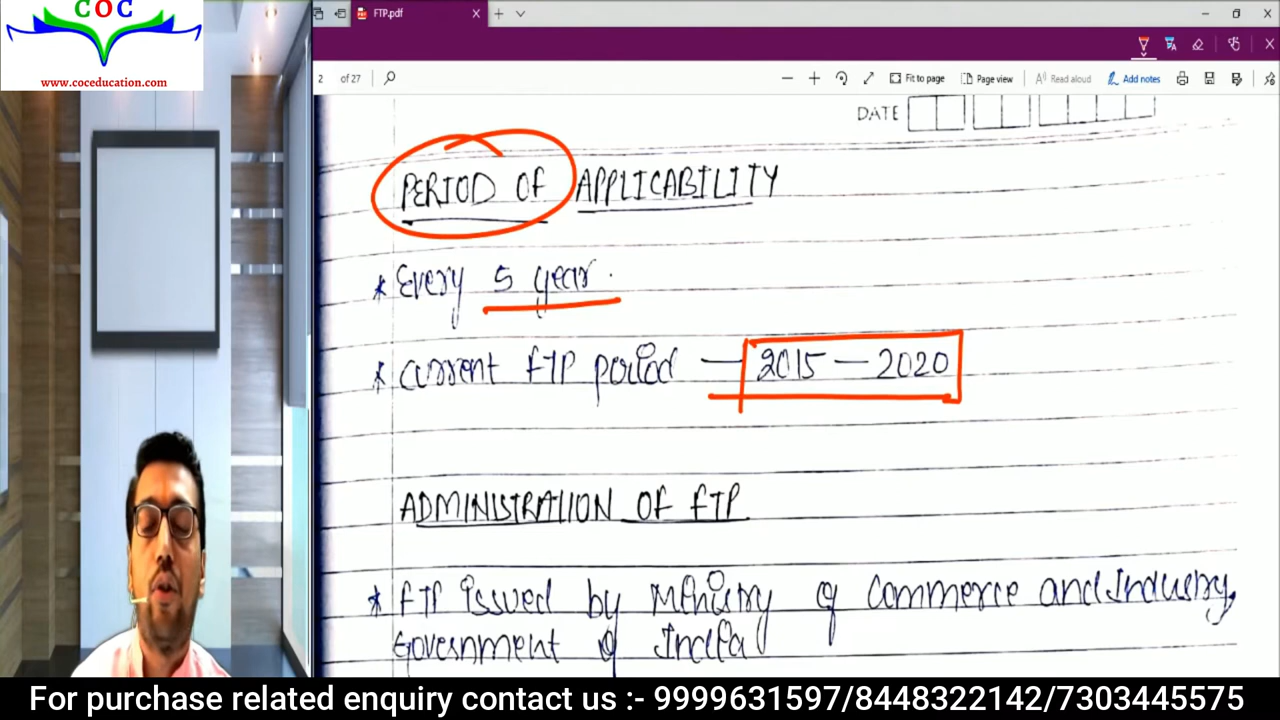 COC
www.coceducation.com
FTP.pdf
2 of 27
Fit to page
Page view
Read aloud
Add notes
DATE
PERIOD OF APPLICABILITY
* Every 5 year.
* Current FTP period — 2015 — 2020
ADMINISTRATION OF FTP
* FTP issued by Ministry of Commerce and Industry,
Government of India
For purchase related enquiry contact us :- 9999631597/8448322142/7303445575